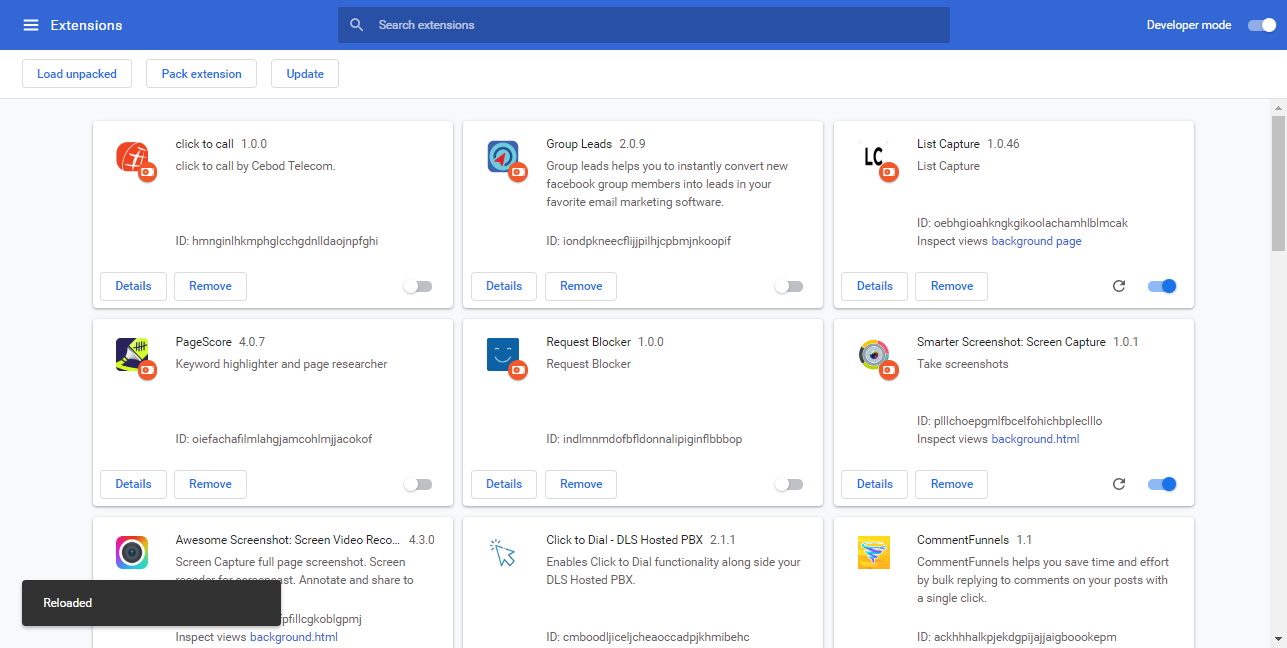 Extensions
Search extensions
Developer mode
Load unpacked
Pack extension
Update
click to call 1.0.0
click to call by Cebod Telecom.
ID: hmnginlhkmphglcchgdnlldaojnpfghi
Details
Remove
Group Leads 2.0.9
Group leads helps you to instantly convert new
facebook group members into leads in your
favorite email marketing software.
ID: iondpkneecflijjpilhjcpbmjnkoopif
Details
Remove
LC
List Capture 1.0.46
List Capture
ID: oebhgioahkngkgikoolachamhlblmcak
Inspect views background page
Details
Remove
PageScore 4.0.7
Keyword highlighter and page researcher
ID: oiefachafilmlahgjamcohlmjjacokof
Details
Remove
Request Blocker 1.0.0
Request Blocker
ID: indlmnmdofbfldonnalipiginflbbbop
Details
Remove
Smarter Screenshot: Screen Capture 1.0.1
Take screenshots
ID: plllchoepgmlfbcelfohichbpleclllo
Inspect views background.html
Details
Remove
Awesome Screenshot: Screen Video Reco... 4.3.0
Screen Capture full page screenshot. Screen
recoder for screencast. Annotate and share to
pfillcgkoblgpmj
Inspect views background.html
Click to Dial - DLS Hosted PBX 2.1.1
Enables Click to Dial functionality along side your
DLS Hosted PBX.
ID: cmboodljiceljcheaoccadpjkhmibehc
CommentFunnels 1.1
CommentFunnels helps you save time and effort
by bulk replying to comments on your posts with
a single click.
ID: ackhhhalkpjekdgpijajjaigboookepm
Reloaded